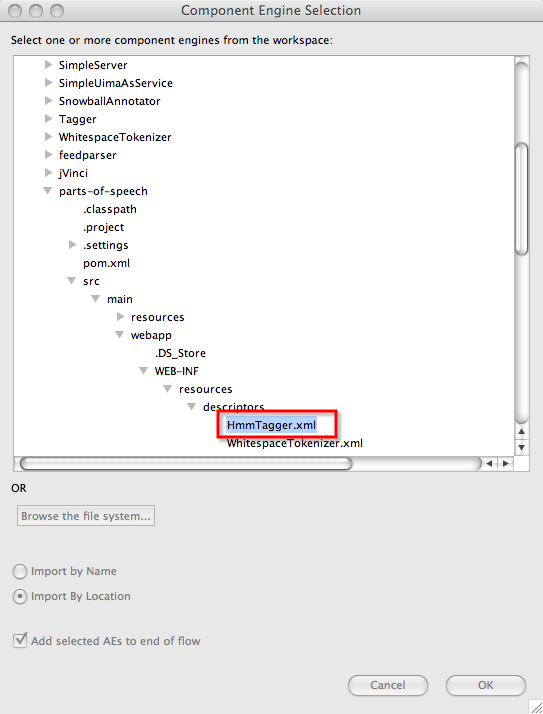 Component Engine Selection
Select one or more component engines from the workspace:
SimpleServer
SimpleUimaAsService
SnowballAnnotator
Tagger
WhitespaceTokenizer
feedparser
jVinci
parts-of-speech
.classpath
.project
.settings
pom.xml
src
main
resources
webapp
.DS_Store
WEB-INF
resources
descriptors
HmmTagger.xml
WhitespaceTokenizer.xml
OR
Browse the file system...
Import by Name
Import By Location
Add selected AEs to end of flow
Cancel
OK